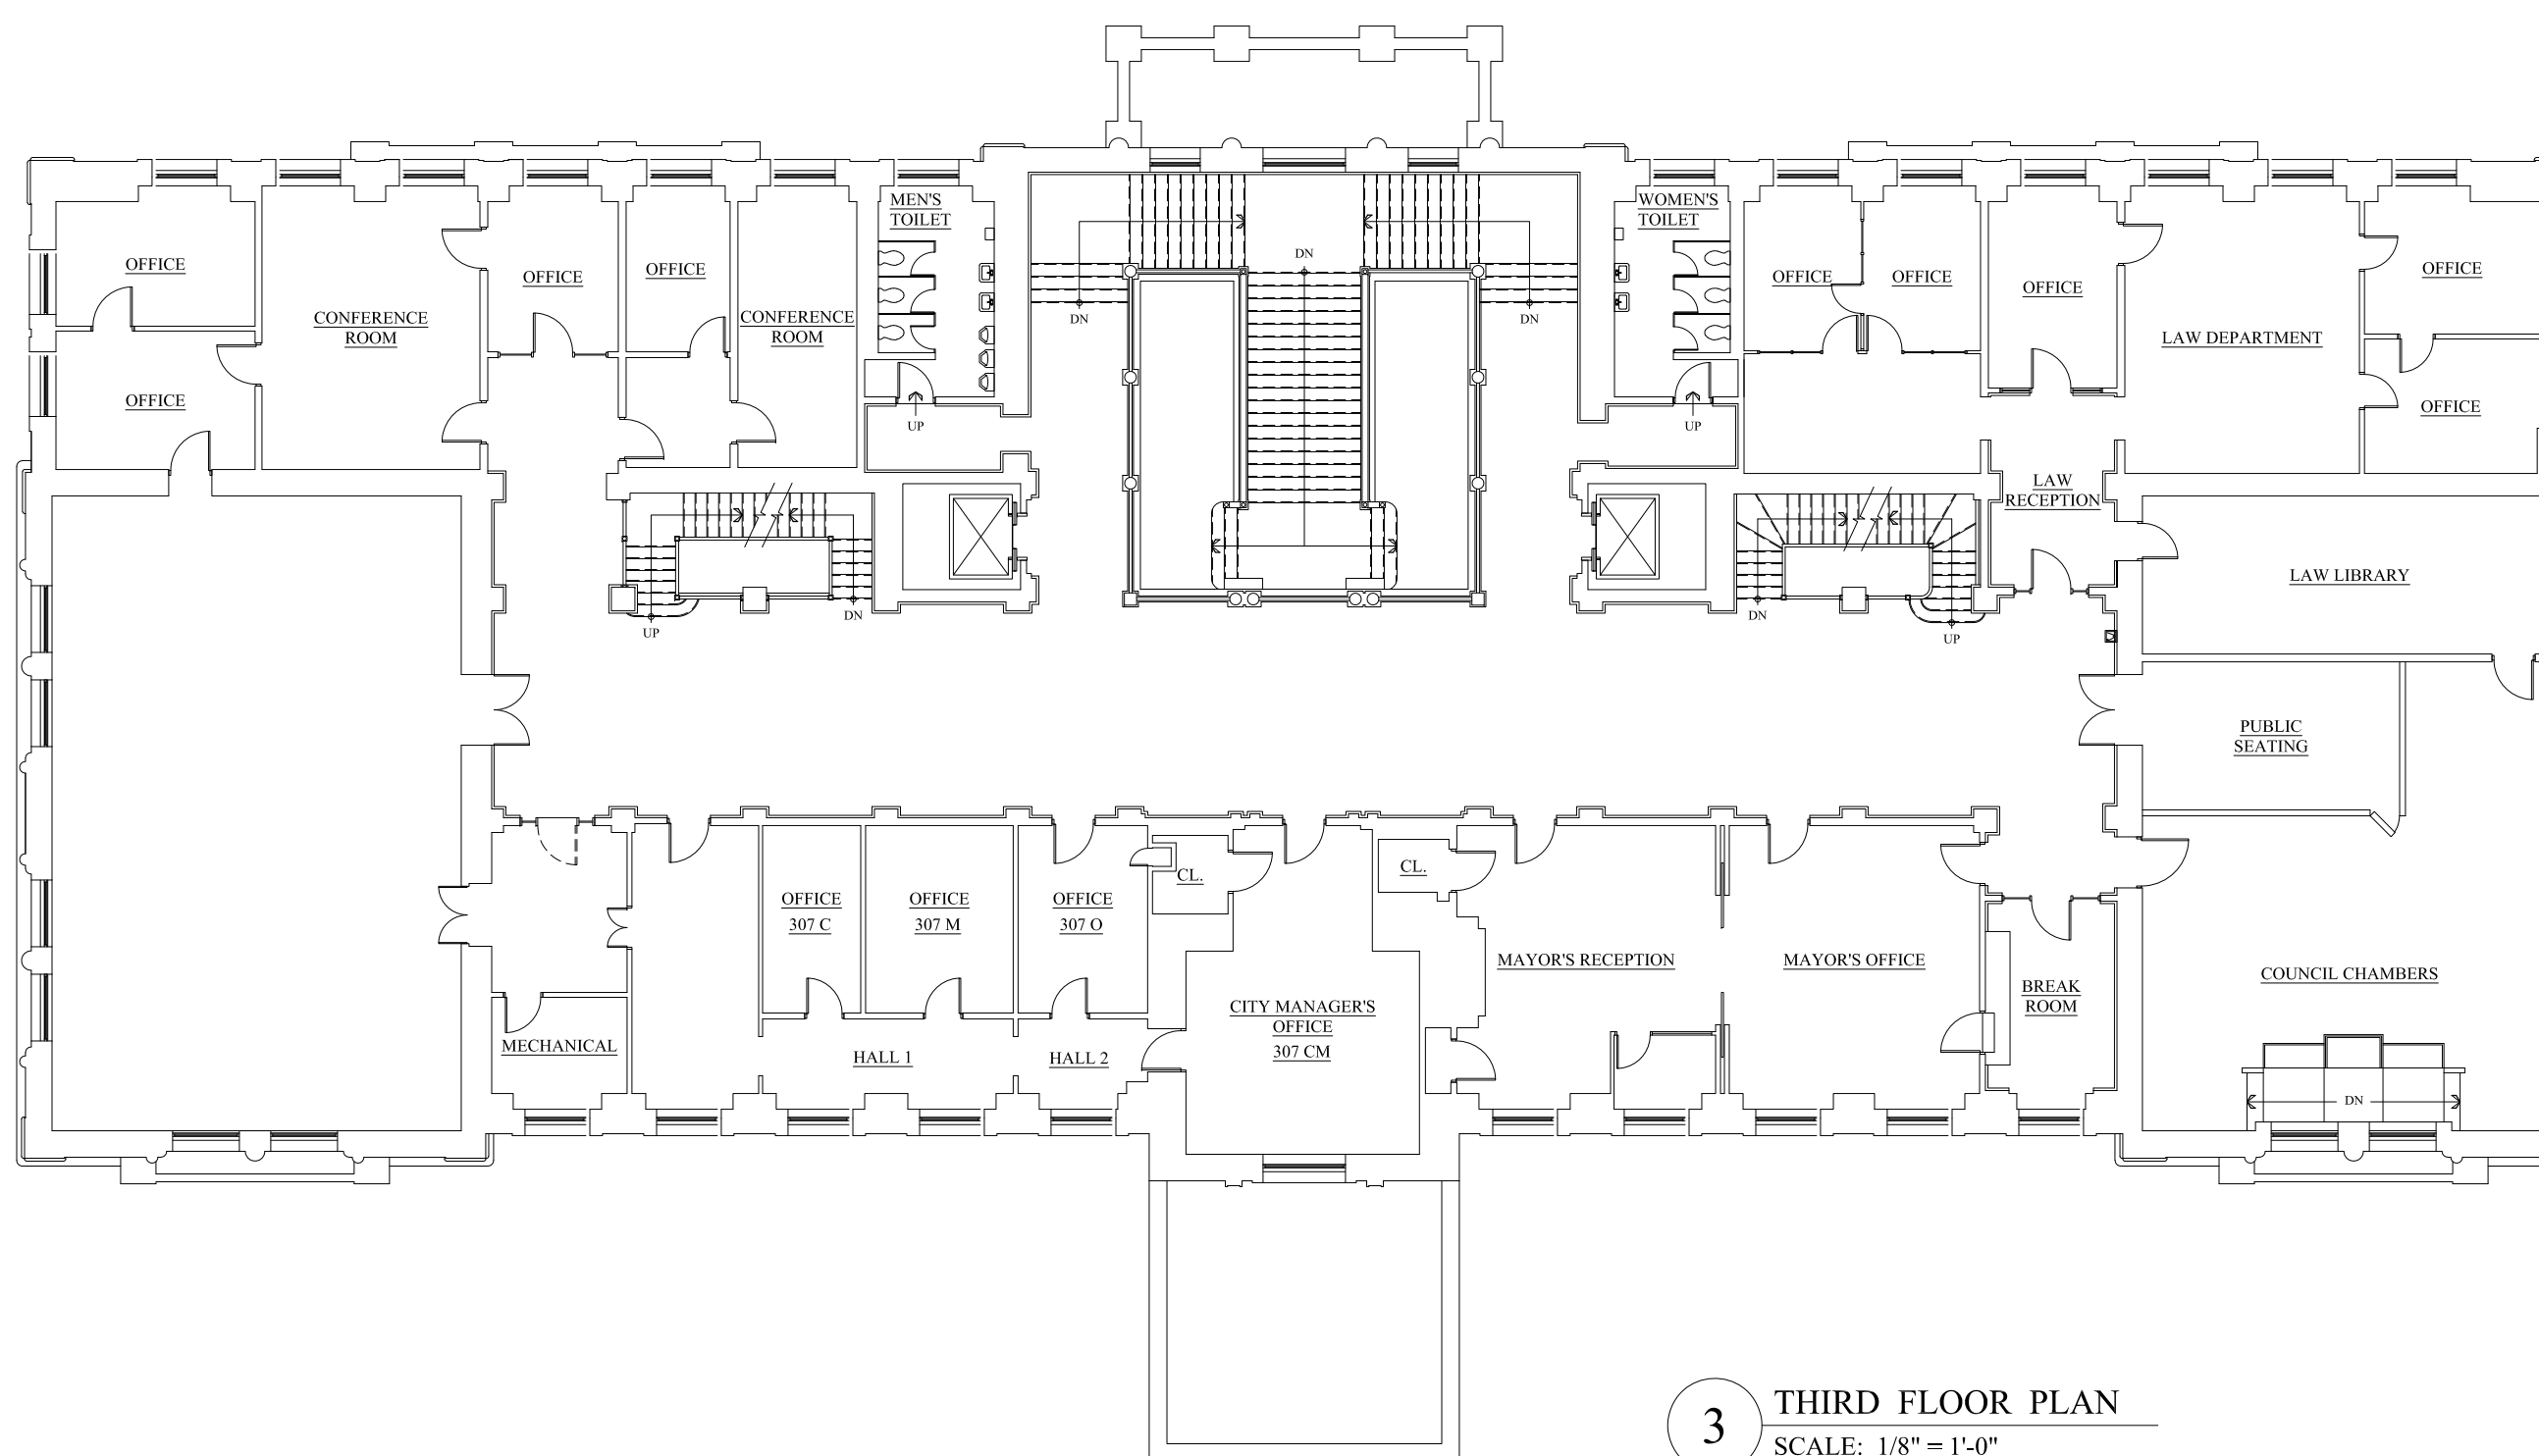 MEN'S
TOILET
WOMEN'S
TOILET
DN
OFFICE
OFFICE
OFFICE
OFFICE
OFFICE
OFFICE
OFFICE
CONFERENCE
ROOM
CONFERENCE
ROOM
DN
DN
LAW DEPARTMENT
OFFICE
OFFICE
UP
UP
LAW
RECEPTION
LAW LIBRARY
UP
DN
DN
UP
PUBLIC
SEATING
CL.
CL.
OFFICE
307 C
OFFICE
307 M
OFFICE
307 O
MAYOR'S RECEPTION
MAYOR'S OFFICE
COUNCIL CHAMBERS
BREAK
ROOM
CITY MANAGER'S
OFFICE
307 CM
MECHANICAL
HALL 1
HALL 2
DN
3
THIRD FLOOR PLAN
SCALE: 1/8" = 1'-0"